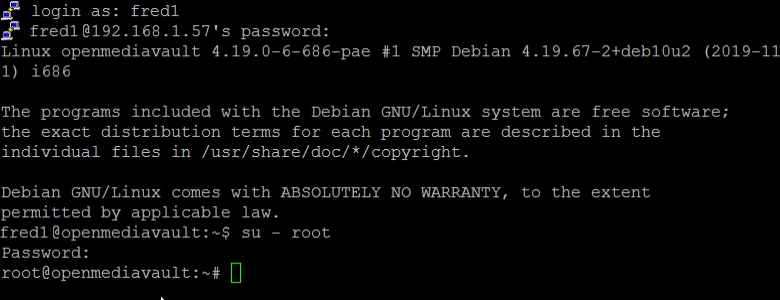 login as: fred1
fred1@192.168.1.57's password:
Linux openmediavault 4.19.0-6-686-pae #1 SMP Debian 4.19.67-2+deb10u2 (2019-11
1) i686
The programs included with the Debian GNU/Linux system are free software;
the exact distribution terms for each program are described in the
individual files in /usr/share/doc/*/copyright.
Debian GNU/Linux comes with ABSOLUTELY NO WARRANTY, to the extent
permitted by applicable law.
fred1@openmediavault:~$ su - root
Password:
root@openmediavault:~#